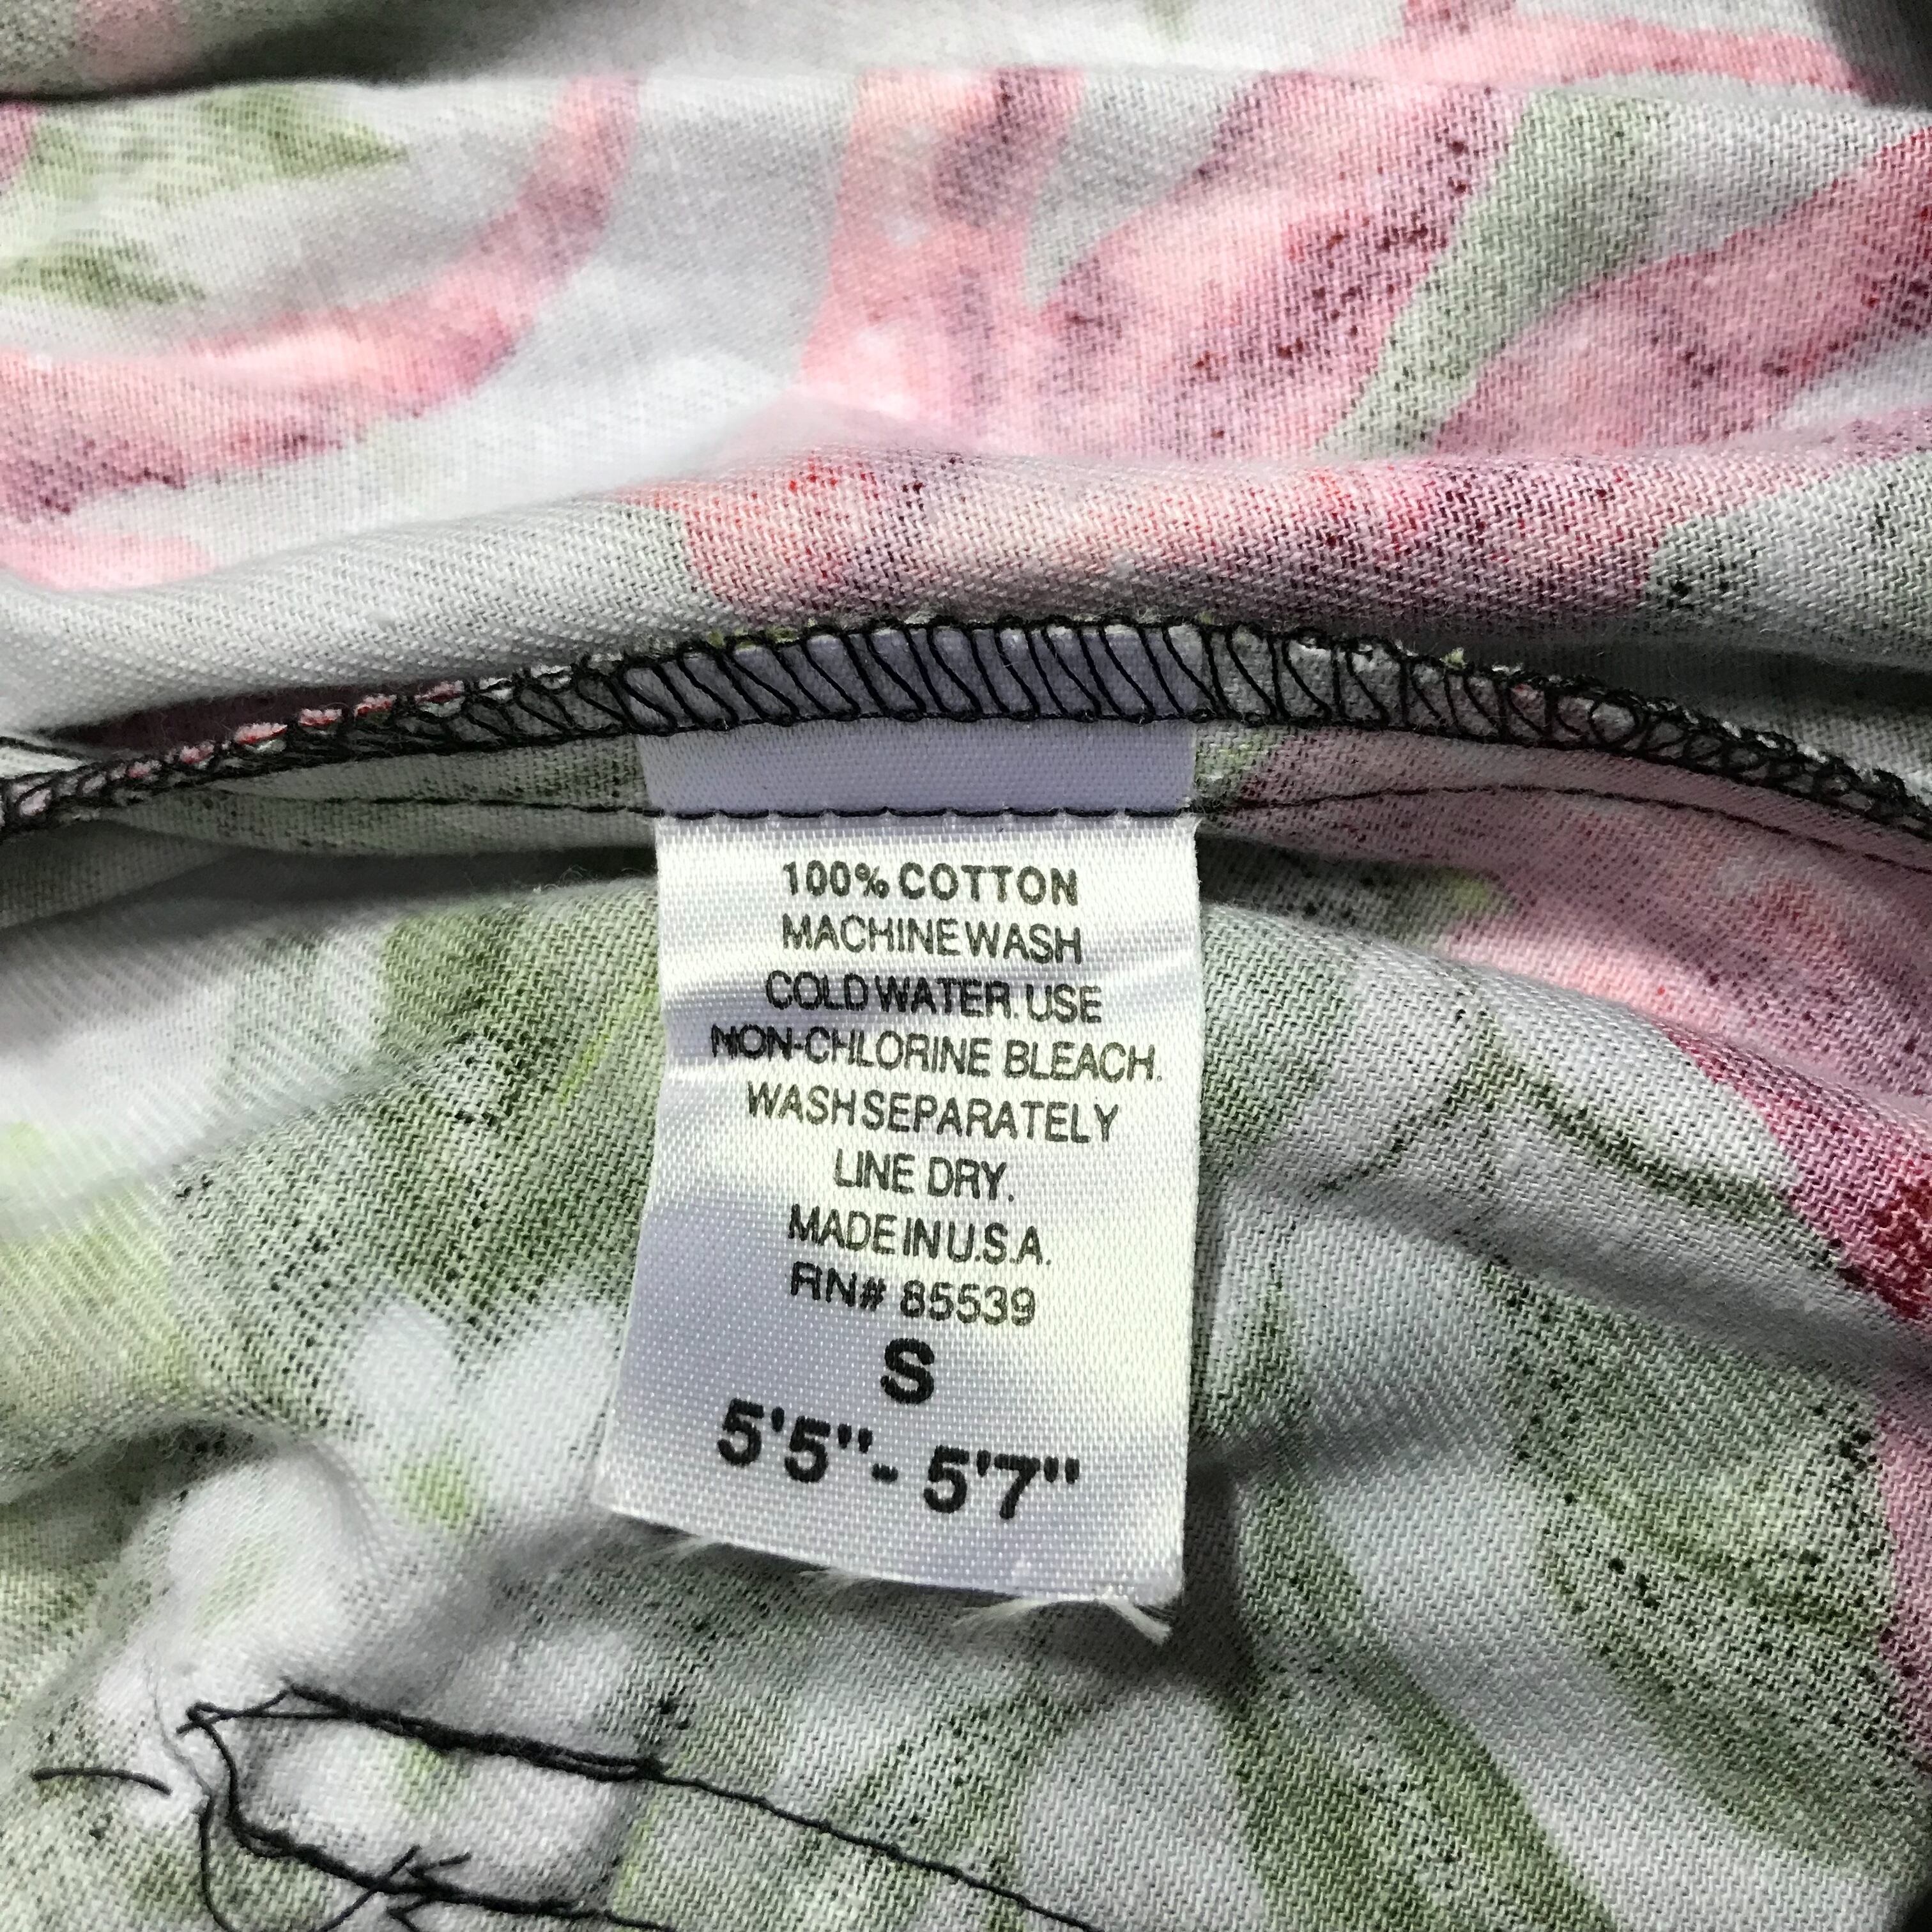 100% COTTON
MACHINE WASH
COLD WATER. USE
NON-CHLORINE BLEACH.
WASH SEPARATELY
LINE DRY.
MADE IN U.S.A.
RN# 85539
S
5'5"- 5'7"